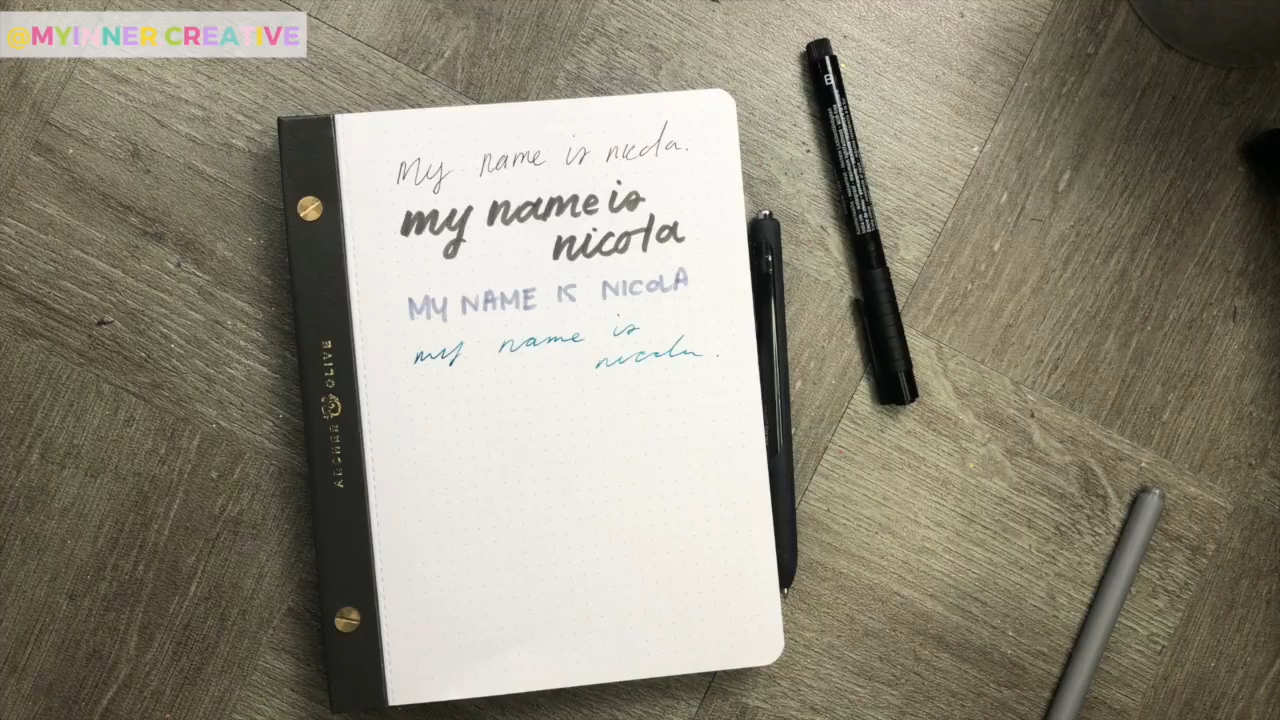 @MYINNER CREATIVE
My name is nicola.
my name is
nicola
MY NAME IS NICOLA
my name is
nicola.
ARCHER OLIVE
B